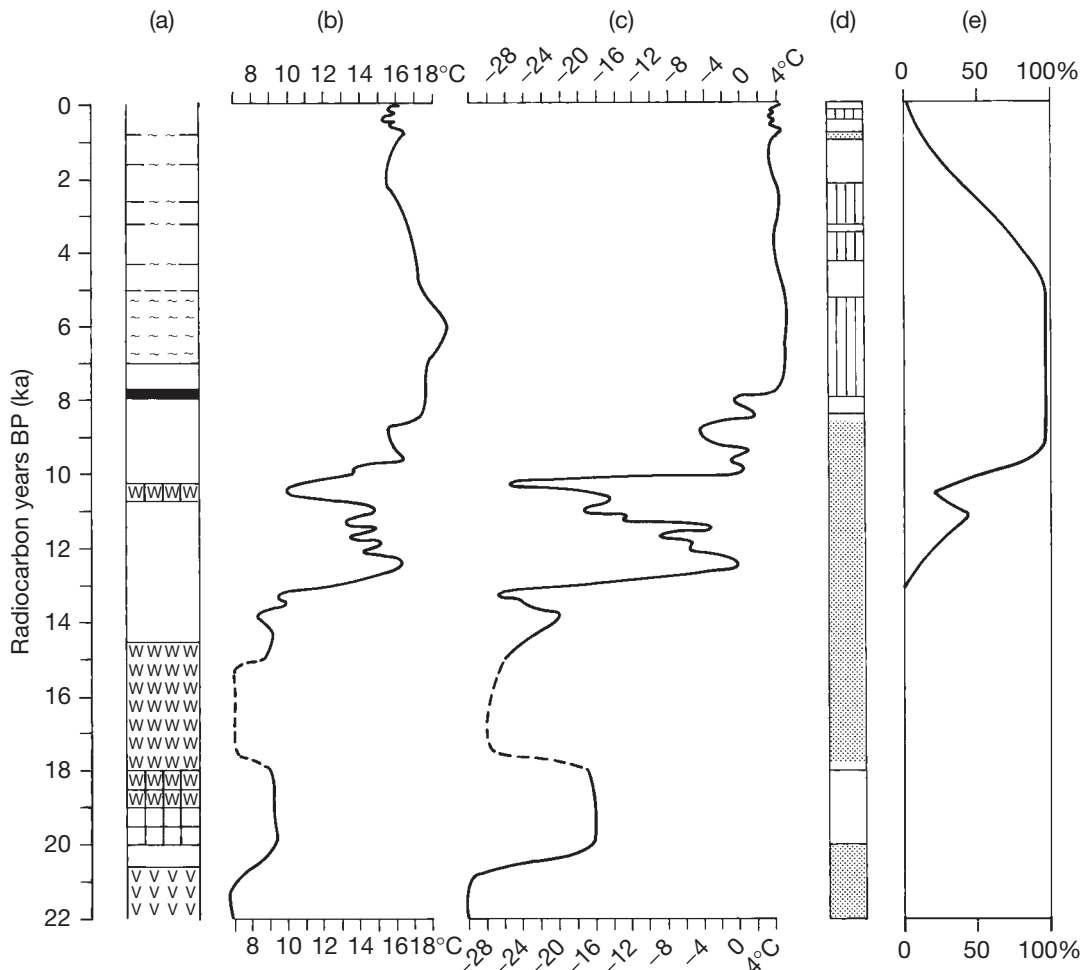 (a) (b) (c) (d) (e)
8 10 12 14 16 18°C
–28 –24 –20 –16 –12 –8 –4 0 4°C
0 50 100%
Radiocarbon years BP (ka)
0
2
4
6
8
10
12
14
16
18
20
22
~ ~
~ ~
~ ~
~ ~
~ ~
~ ~ ~ ~
~ ~ ~ ~
~ ~ ~ ~
~ ~ ~ ~
W W W W
W W W W
W W W W
W W W W
W W W W
W W W W
W W W W
W W W W
W W W W
W W W W
W W W W
V V V V
V V V V
V V V V
8 10 12 14 16 18°C
–28 –24 –20 –16 –12 –8 –4 0 4°C
0 50 100%